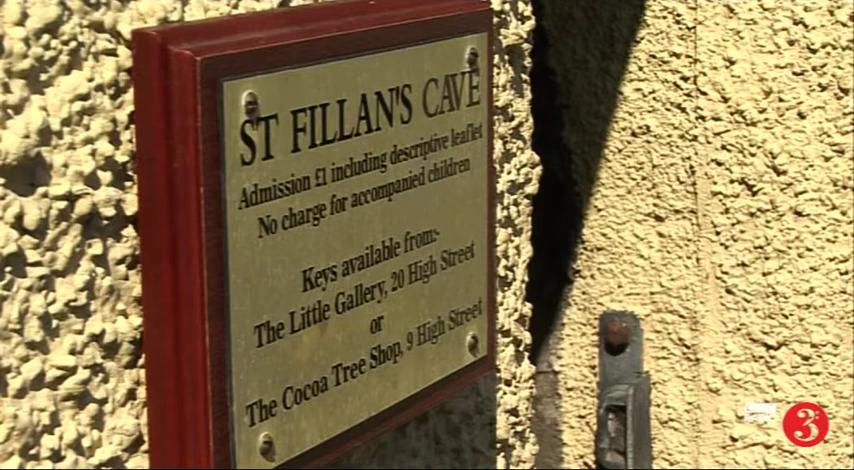 ST FILLAN'S CAVE
Admission £1 including descriptive leaflet
No charge for accompanied children
Keys available from:-
The Little Gallery, 20 High Street
or
The Cocoa Tree Shop, 9 High Street
3